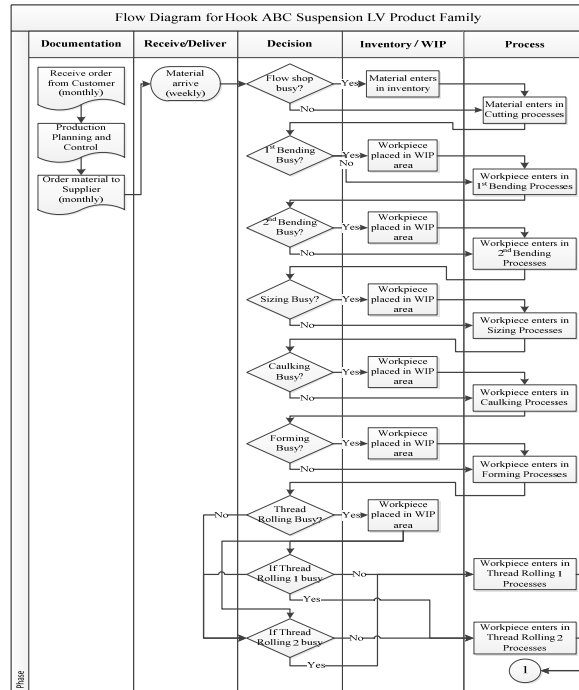 Flow Diagram for Hook ABC Suspension LV Product Family
Documentation
Receive/Deliver
Decision
Inventory / WIP
Process
Receive order
from Customer
(monthly)
Production
Planning and
Control
Order material to
Supplier
(monthly)
Material
arrive
(weekly)
Flow shop
busy?
Yes
Material enters
in inventory
No
Material enters in
Cutting processes
1st Bending
Busy?
Yes
No
Workpiece
placed in WIP
area
Workpiece enters in
1st Bending Processes
2nd Bending
Busy?
Yes
Workpiece
placed in WIP
area
No
Workpiece enters in
2nd Bending
Processes
Sizing Busy?
Yes
Workpiece
placed in WIP
area
No
Workpiece enters in
Sizing Processes
Caulking
Busy?
Yes
Workpiece
placed in WIP
area
No
Workpiece enters in
Caulking Processes
Forming
Busy?
Yes
Workpiece
placed in WIP
area
No
Workpiece enters in
Forming Processes
No
Thread
Rolling Busy?
Yes
Workpiece
placed in WIP
area
If Thread
Rolling 1 busy
No
Yes
Workpiece enters in
Thread Rolling 1
Processes
If Thread
Rolling 2 busy
No
Yes
Workpiece enters in
Thread Rolling 2
Processes
1
Phase